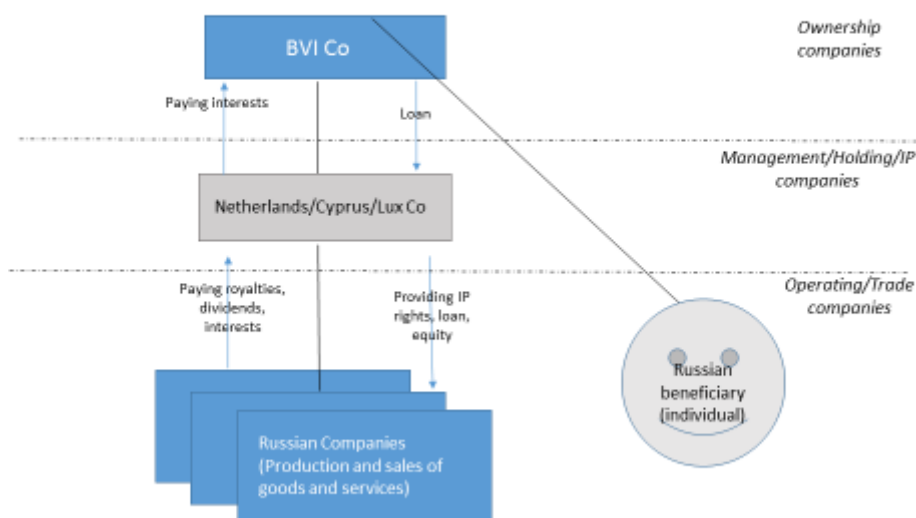 Ownership
companies
BVI Co
Paying interests
Loan
Management/Holding/IP
companies
Netherlands/Cyprus/Lux Co
Operating/Trade
companies
Paying royalties,
dividends,
interests
Providing IP
rights, loan,
equity
Russian
beneficiary
(individual)
Russian Companies
(Production and sales of
goods and services)